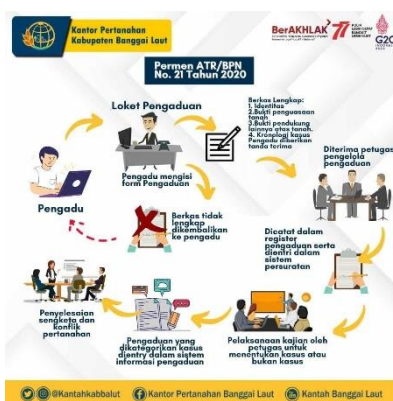 Kantor Pertanahan
Kabupaten Banggai Laut
BerAKHLAK
77
G20
Permen ATR/BPN
No. 21 Tahun 2020
Loket Pengaduan
Berkas Lengkap:
1. Identitas
2.Bukti penguasaan
tanah
3.Bukti pendukung
lainnya atas tanah.
4. Kronologi kasus
Pengadu diberikan
tanda terima
Diterima petugas
pengelola
pengaduan
Pengadu mengisi
form Pengaduan
Pengadu
Berkas tidak
lengkap
dikembalikan
ke pengadu
Dicatat dalam
register
pengaduan serta
dientri dalam
sistem
persuratan
Penyelesaian
sengketa dan
konflik
pertanahan
Pengaduan yang
dikategorikan kasus
dientry dalam sistem
informasi pengaduan
Pelaksanaan kajian oleh
petugas untuk
menentukan kasus atau
bukan kasus
@Kantahkabbalut
Kantor Pertanahan Banggai Laut
Kantah Banggai Laut